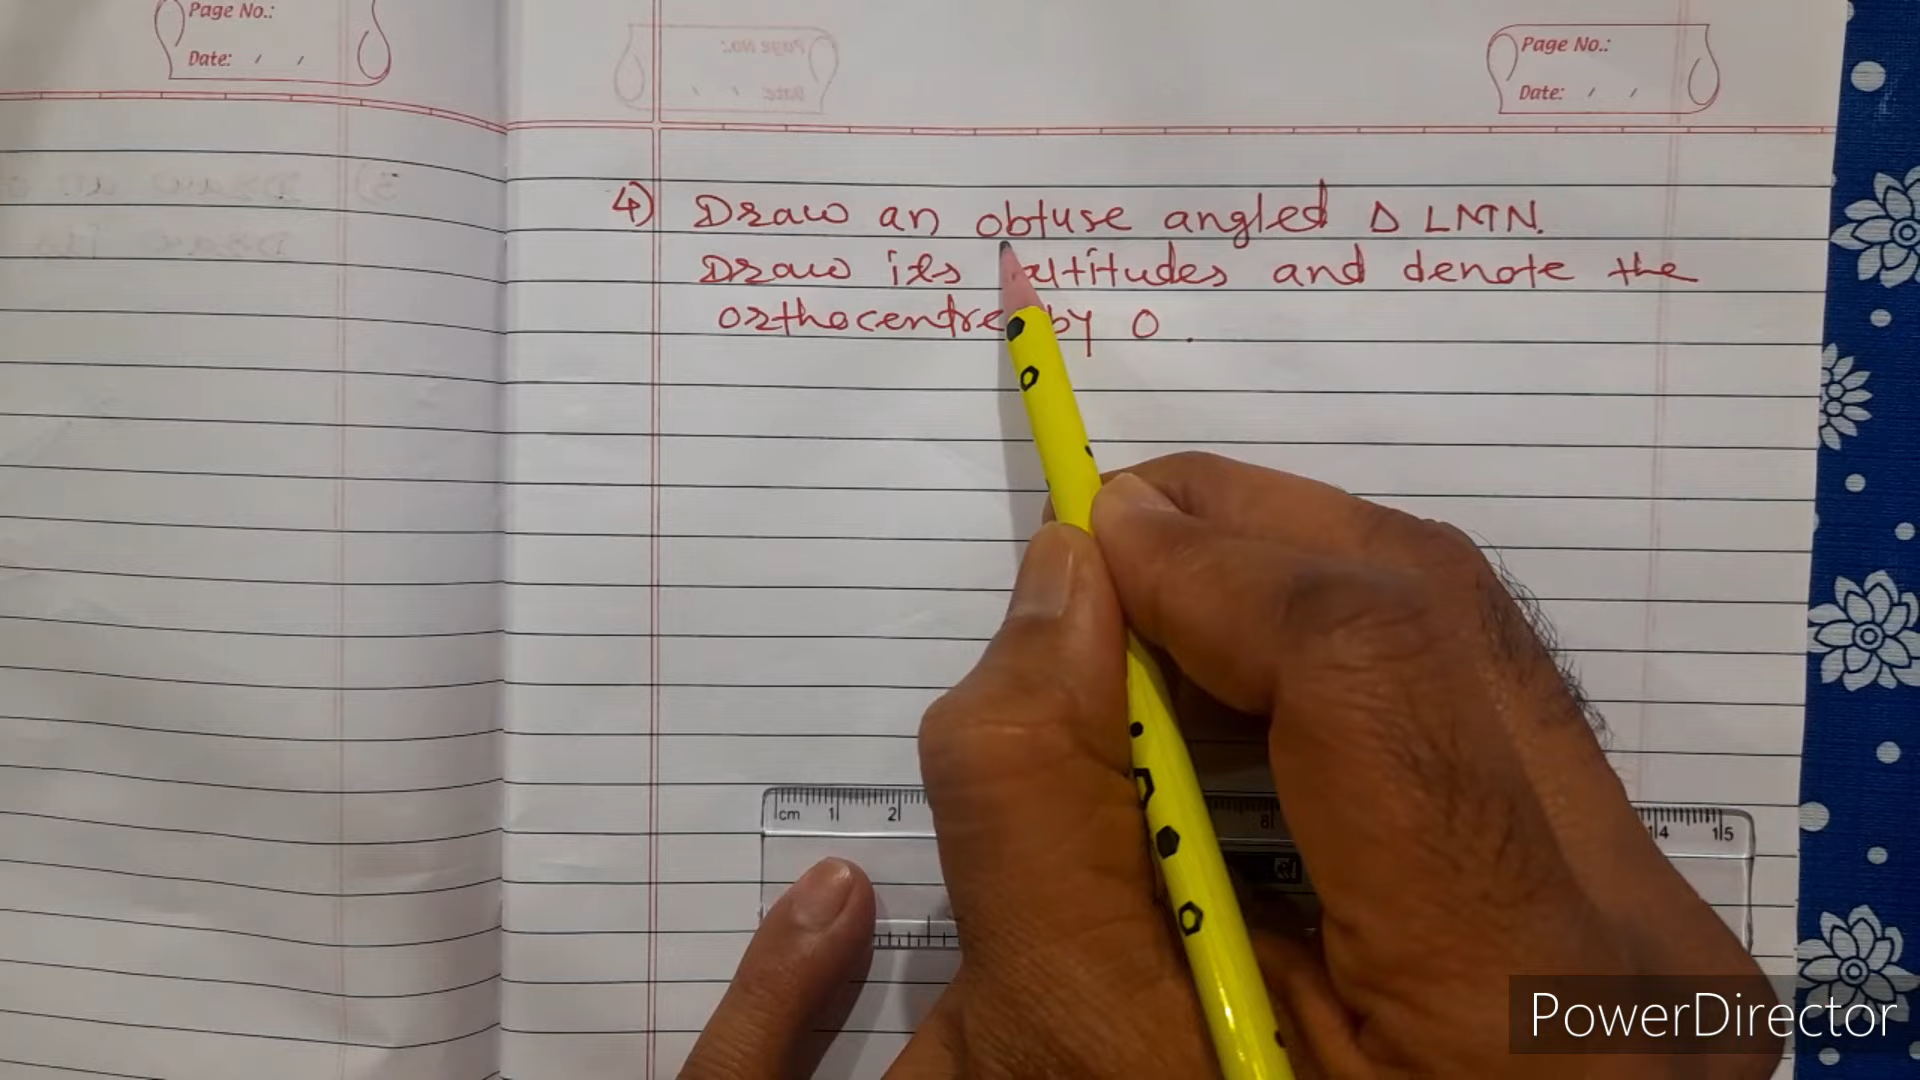 Page No.:
Date: / /
Page No.:
Date: / /
4) Draw an obtuse angled Δ LMN.
Draw its altitudes and denote the
orthocentre by O.
cm 1 2 8 14 15
PowerDirector